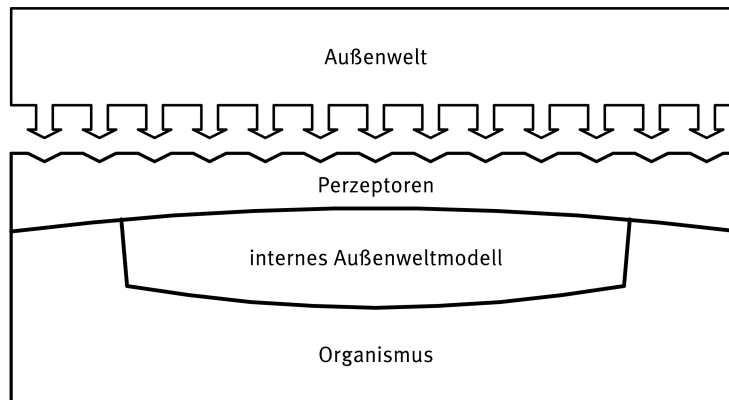 Außenwelt
Perzeptoren
internes Außenweltmodell
Organismus